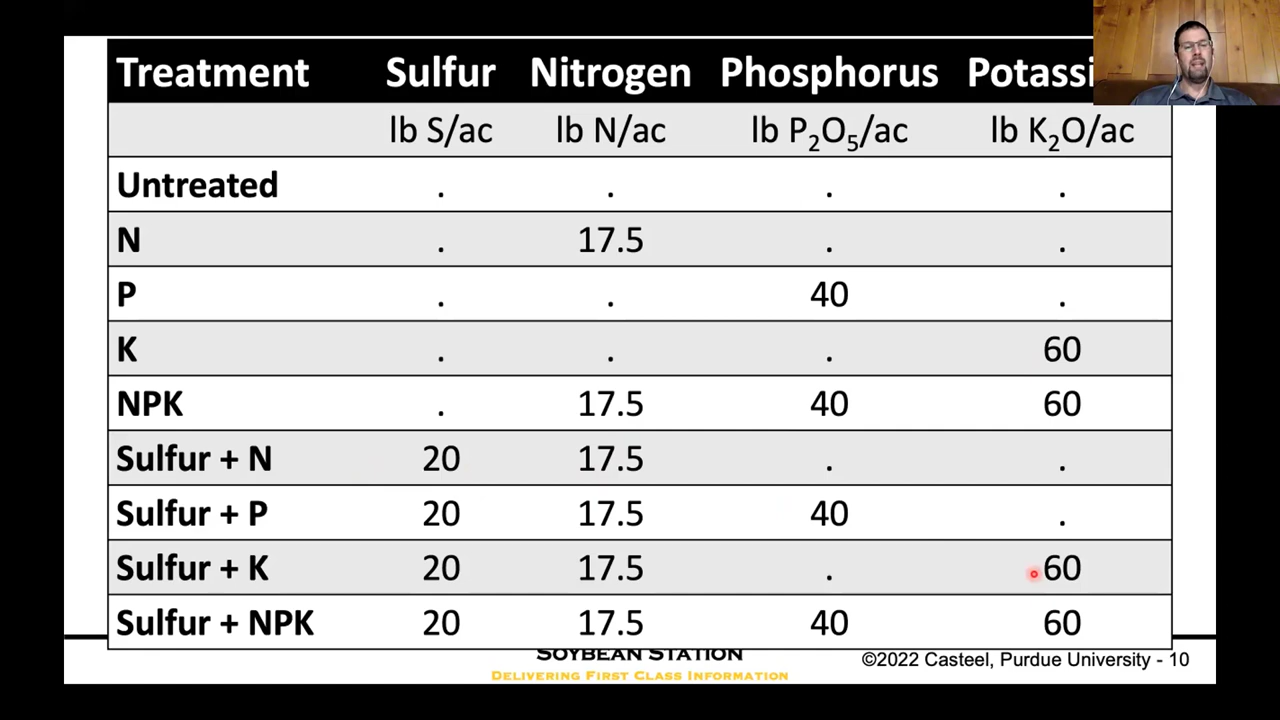 Treatment Sulfur Nitrogen Phosphorus Potassi
lb S/ac lb N/ac lb P₂O₅/ac lb K₂O/ac
Untreated . . . .
N . 17.5 . .
P . . 40 .
K . . . 60
NPK . 17.5 40 60
Sulfur + N 20 17.5 . .
Sulfur + P 20 17.5 40 .
Sulfur + K 20 17.5 . 60
Sulfur + NPK 20 17.5 40 60
SOYBEAN STATION
DELIVERING FIRST CLASS INFORMATION
©2022 Casteel, Purdue University - 10